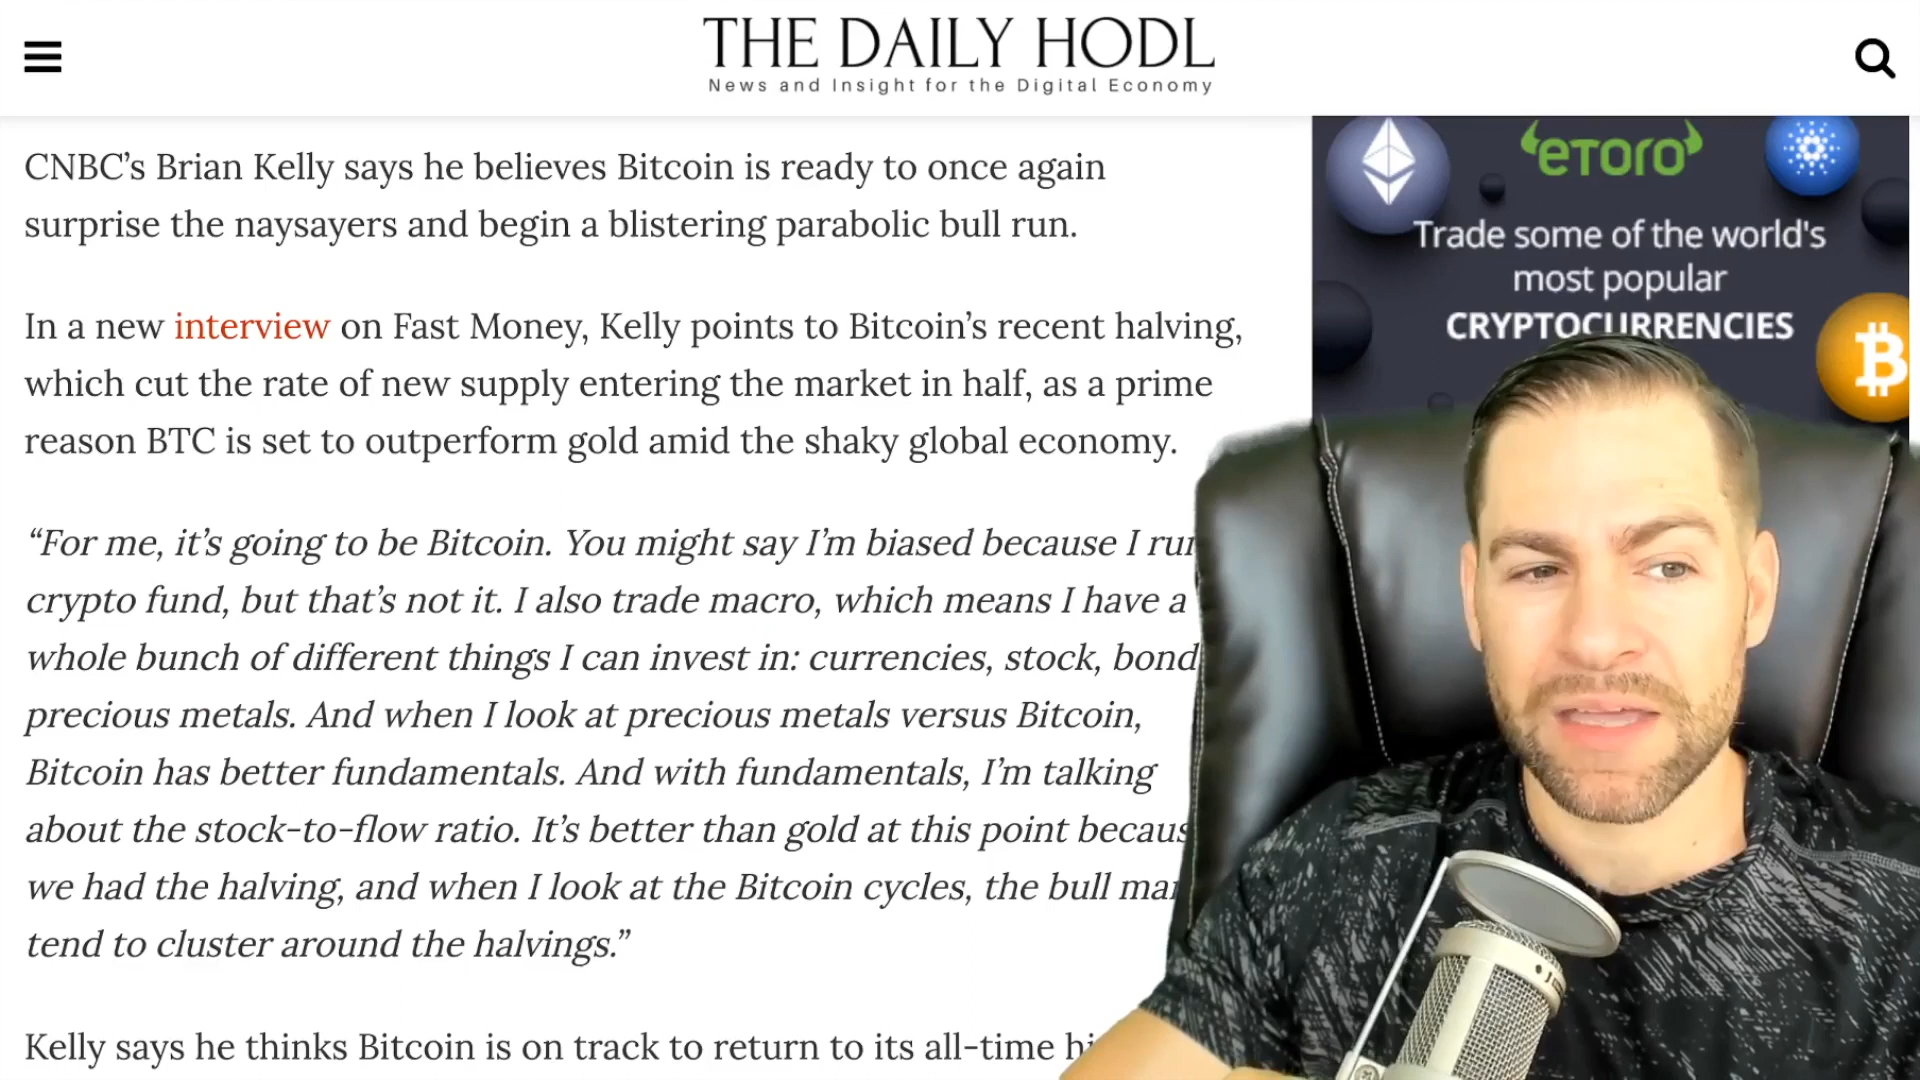 THE DAILY HODL
News and Insight for the Digital Economy
CNBC’s Brian Kelly says he believes Bitcoin is ready to once again
surprise the naysayers and begin a blistering parabolic bull run.
In a new interview on Fast Money, Kelly points to Bitcoin’s recent halving,
which cut the rate of new supply entering the market in half, as a prime
reason BTC is set to outperform gold amid the shaky global economy.
“For me, it’s going to be Bitcoin. You might say I’m biased because I
crypto fund, but that’s not it. I also trade macro, which means I have a
whole bunch of different things I can invest in: currencies, stock, bond
precious metals. And when I look at precious metals versus Bitcoin,
Bitcoin has better fundamentals. And with fundamentals, I’m talking
about the stock-to-flow ratio. It’s better than gold at this point
we had the halving, and when I look at the Bitcoin cycles, the bull
tend to cluster around the halvings.”
Kelly says he thinks Bitcoin is on track to return to its all-time
eToro
Trade some of the world's
most popular
CRYPTOCURRENCIES